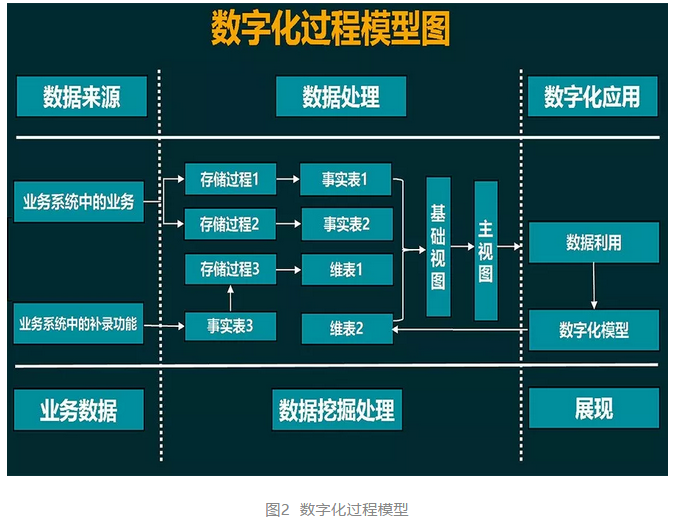 数字化过程模型图
数据来源
数据处理
数字化应用
业务系统中的业务
存储过程1
事实表1
存储过程2
事实表2
存储过程3
维表1
业务系统中的补录功能
事实表3
维表2
基础视图
主视图
数据利用
数字化模型
业务数据
数据挖掘处理
展现
图2 数字化过程模型